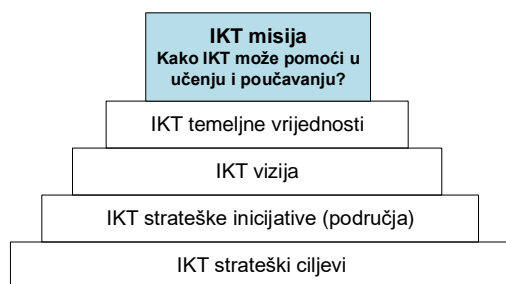 IKT misija
Kako IKT može pomoći u
učenju i poučavanju?
IKT temeljne vrijednosti
IKT vizija
IKT strateške inicijative (područja)
IKT strateški ciljevi